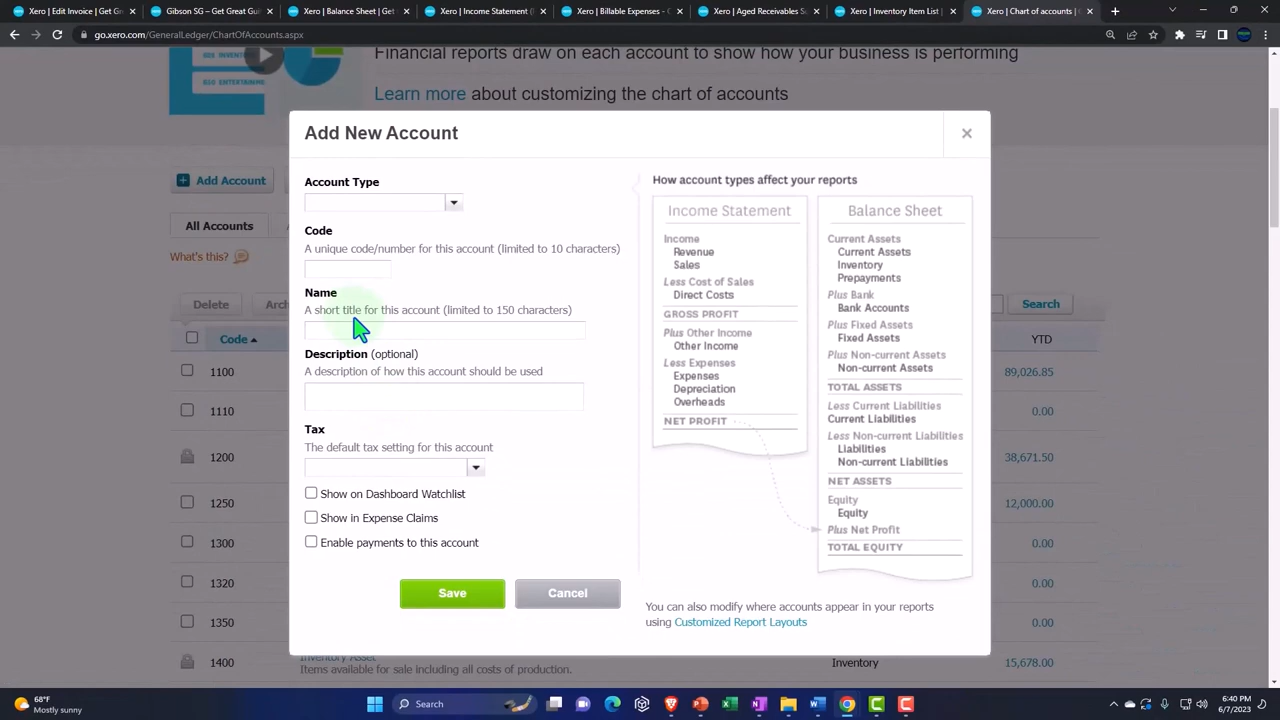 Xero | Balance Sheet
Xero | Income Statement (
Xero | Billable Expenses - C
Xero | Aged Receivables Su
Xero | Inventory Item List |
Xero | Chart of accounts |
go.xero.com/GeneralLedger/ChartOfAccounts.aspx
Financial reports draw on each account to show how your business is performing
610 ENTERTAINING
Learn more about customizing the chart of accounts
Add New Account
Add Account
All Accounts
What's this?
Delete
Arch
Search
Code
YTD
1100
89,026.85
1110
0.00
1200
38,671.50
1250
12,000.00
1300
0.00
1320
0.00
1350
0.00
1400
Inventory Asset
Items available for sale including all costs of production.
Inventory
15,678.00
Account Type
Code
A unique code/number for this account (limited to 10 characters)
Name
A short title for this account (limited to 150 characters)
Description (optional)
A description of how this account should be used
Tax
The default tax setting for this account
Show on Dashboard Watchlist
Show in Expense Claims
Enable payments to this account
Save
Cancel
How account types affect your reports
Income Statement
Income
Revenue
Sales
Less Cost of Sales
Direct Costs
GROSS PROFIT
Plus Other Income
Other Income
Less Expenses
Expenses
Depreciation
Overheads
NET PROFIT
Balance Sheet
Current Assets
Current Assets
Inventory
Prepayments
Plus Bank
Bank Accounts
Plus Fixed Assets
Fixed Assets
Plus Non-current Assets
Non-current Assets
TOTAL ASSETS
Less Current Liabilities
Current Liabilities
Less Non-current Liabilities
Liabilities
Non-current Liabilities
NET ASSETS
Equity
Equity
Plus Net Profit
TOTAL EQUITY
You can also modify where accounts appear in your reports
using Customized Report Layouts
68°F
Mostly sunny
Search
6:40 PM
6/7/2023